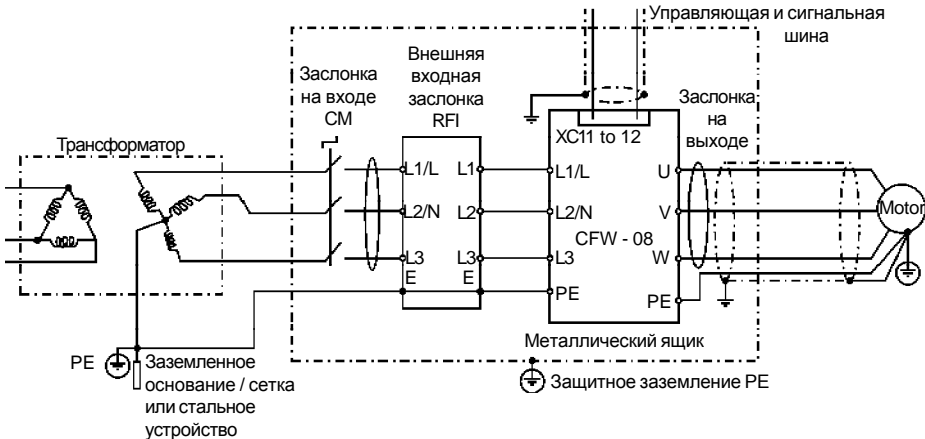 Управляющая и сигнальная
шина
Внешняя
входная
заслонка
RFI
Заслонка
на входе
CM
Заслонка
на
выходе
Трансформатор
XC11 to 12
L1/L
L1
L1/L
U
L2/N
L2
L2/N
V
Motor
CFW - 08
L3
L3
L3
W
E
E
PE
PE
Металлический ящик
PE
Заземленное
основание / сетка
или стальное
устройство
Защитное заземление PE